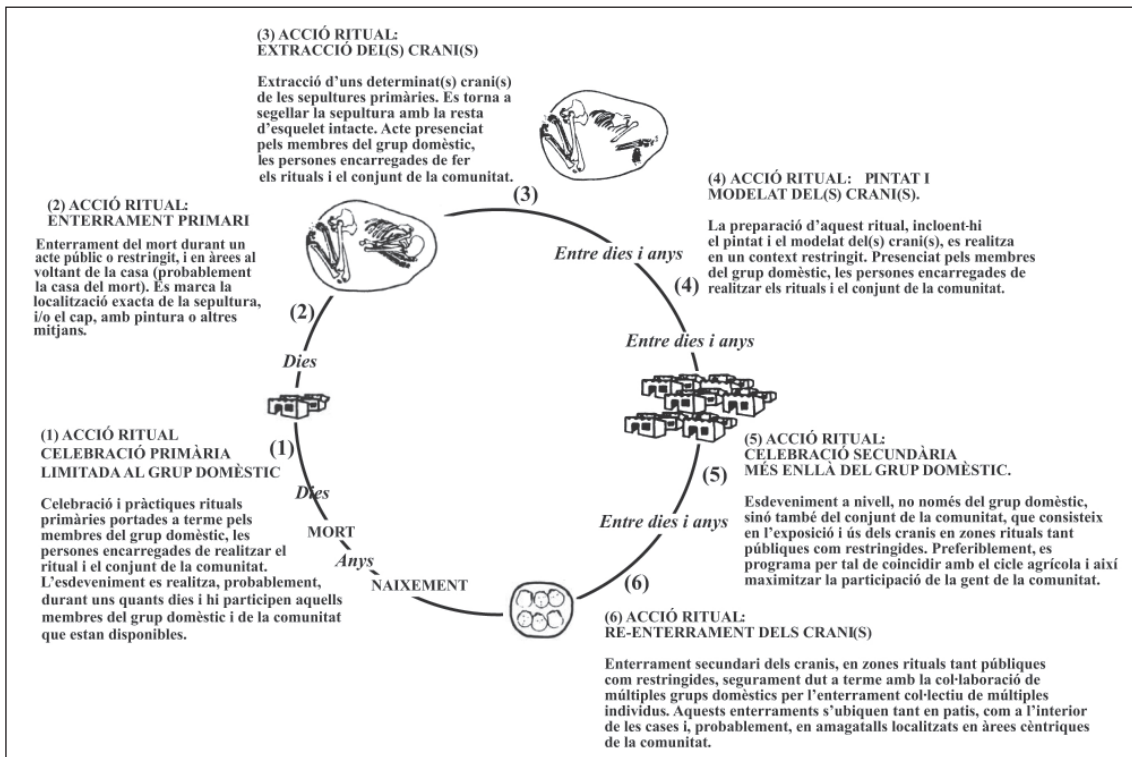 (3) ACCIÓ RITUAL:
EXTRACCIÓ DEL(S) CRANI(S)
Extracció d'uns determinat(s) crani(s)
de les sepultures primàries. Es torna a
segellar la sepultura amb la resta
d'esquelet intacte. Acte presenciat
pels membres del grup domèstic,
les persones encarregades de fer
els rituals i el conjunt de la comunitat.
(3)
(4) ACCIÓ RITUAL: PINTAT I
MODELAT DEL(S) CRANI(S).
La preparació d'aquest ritual, incloent-hi
el pintat i el modelat del(s) crani(s), es realitza
en un context restringit. Presenciat pels membres
del grup domèstic, les persones encarregades de
realitzar els rituals i el conjunt de la comunitat.
(2) ACCIÓ RITUAL:
ENTERRAMENT PRIMARI
Enterrament del mort durant un
acte públic o restringit, i en àrees al
voltant de la casa (probablement
la casa del mort). Es marca la
localització exacta de la sepultura,
i/o el cap, amb pintura o altres
mitjans.
Entre dies i anys
(4)
(2)
Entre dies i anys
Dies
(1) ACCIÓ RITUAL
CELEBRACIÓ PRIMÀRIA
LIMITADA AL GRUP DOMÈSTIC
Celebració i pràctiques rituals
primàries portades a terme pels
membres del grup domèstic, les
persones encarregades de realitzar el
ritual i el conjunt de la comunitat.
L'esdeveniment es realitza, probablement,
durant uns quants dies i hi participen aquells
membres del grup domèstic i de la comunitat
que estan disponibles.
(1)
Dies
MORT
Anys
NAIXEMENT
(5) ACCIÓ RITUAL:
CELEBRACIÓ SECUNDÀRIA
MÉS ENLLÀ DEL GRUP DOMÈSTIC.
Esdeveniment a nivell, no només del grup domèstic,
sinó també del conjunt de la comunitat, que consisteix
en l'exposició i ús dels cranis en zones rituals tant
públiques com restringides. Preferiblement, es
programa per tal de coincidir amb el cicle agrícola i així
maximitzar la participació de la gent de la comunitat.
(5)
Entre dies i anys
(6)
(6) ACCIÓ RITUAL:
RE-ENTERRAMENT DELS CRANI(S)
Enterrament secundari dels cranis, en zones rituals tant públiques
com restringides, segurament dut a terme amb la col·laboració de
múltiples grups domèstics per l'enterrament col·lectiu de múltiples
individus. Aquests enterraments s'ubiquen tant en patis, com a l'interior
de les cases i, probablement, en amagatalls localitzats en àrees cèntriques
de la comunitat.